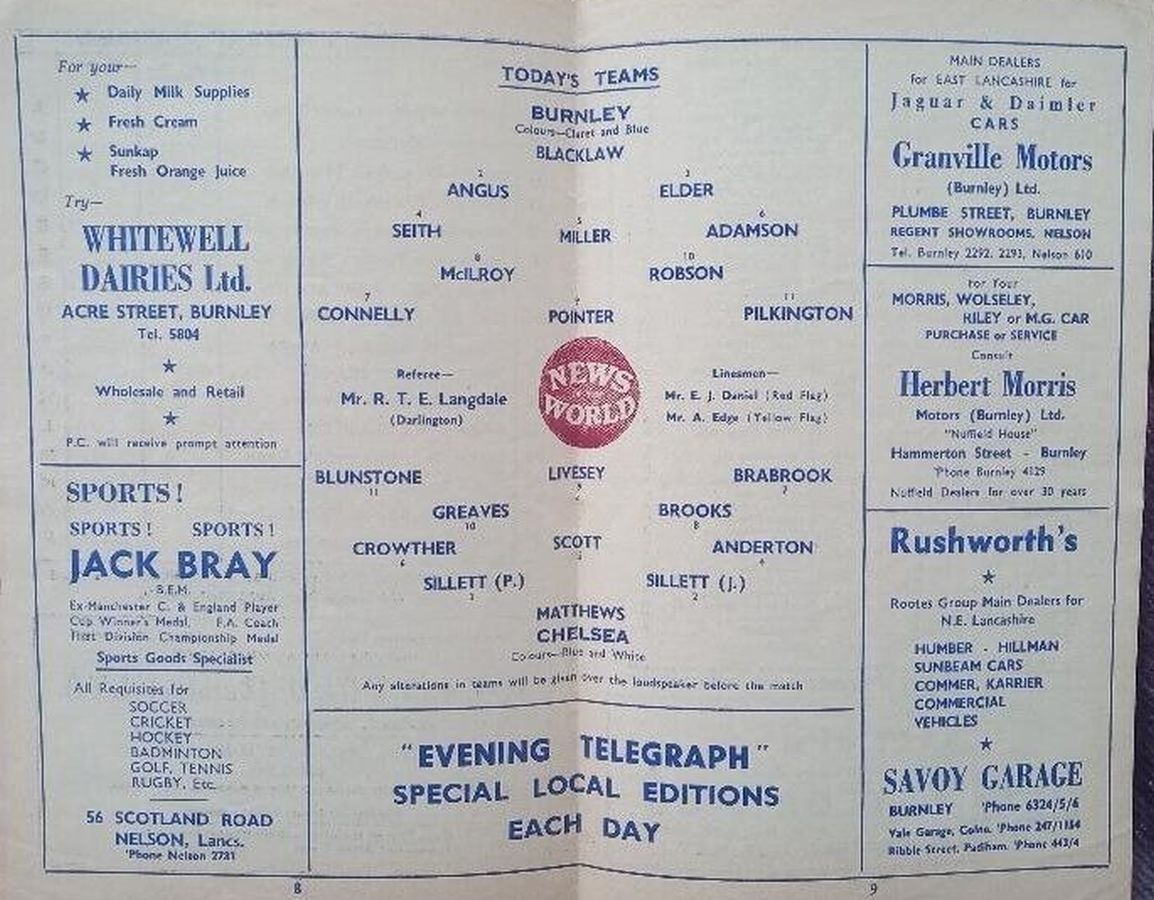 For your—
★ Daily Milk Supplies
★ Fresh Cream
★ Sunkap
Fresh Orange Juice
Try—
WHITEWELL
DAIRIES Ltd.
ACRE STREET, BURNLEY
Tel. 5804
★
Wholesale and Retail
★
P.C. will receive prompt attention
SPORTS!
SPORTS! SPORTS!
JACK BRAY
B.E.M.
Ex-Manchester C. & England Player
Cup Winner's Medal. F.A. Coach
First Division Championship Medal
Sports Goods Specialist
All Requisites for
SOCCER
CRICKET
HOCKEY
BADMINTON
GOLF, TENNIS
RUGBY, Etc.
56 SCOTLAND ROAD
NELSON, Lancs.
'Phone Nelson 2731
8
TODAY'S TEAMS
BURNLEY
Colours—Claret and Blue
BLACKLAW
2 3
ANGUS ELDER
4 5 6
SEITH MILLER ADAMSON
8 10
McILROY ROBSON
7 9 11
CONNELLY POINTER PILKINGTON
Referee—
Mr. R. T. E. Langdale
(Darlington)
NEWS
OF THE
WORLD
Linesmen—
Mr. E. J. Daniel (Red Flag)
Mr. A. Edge (Yellow Flag)
BLUNSTONE LIVESEY BRABROOK
11 9 7
GREAVES BROOKS
10 8
CROWTHER SCOTT ANDERTON
6 5 4
SILLETT (P.) SILLETT (J.)
3 2
MATTHEWS
CHELSEA
Colours—Blue and White
Any alterations in teams will be given over the loudspeaker before the match
"EVENING TELEGRAPH"
SPECIAL LOCAL EDITIONS
EACH DAY
MAIN DEALERS
for EAST LANCASHIRE for
Jaguar & Daimler
CARS
Granville Motors
(Burnley) Ltd.
PLUMBE STREET, BURNLEY
REGENT SHOWROOMS, NELSON
Tel. Burnley 2292, 2293, Nelson 610
For Your
MORRIS, WOLSELEY,
RILEY or M.G. CAR
PURCHASE or SERVICE
Consult
Herbert Morris
Motors (Burnley) Ltd.
"Nuffield House"
Hammerton Street - Burnley
'Phone Burnley 4129
Nuffield Dealers for over 30 years
Rushworth's
★
Rootes Group Main Dealers for
N.E. Lancashire
HUMBER - HILLMAN
SUNBEAM CARS
COMMER, KARRIER
COMMERCIAL
VEHICLES
★
SAVOY GARAGE
BURNLEY 'Phone 6324/5/6
Vale Garage, Colne. 'Phone 247/1184
Ribble Street, Padiham. 'Phone 443/4
9